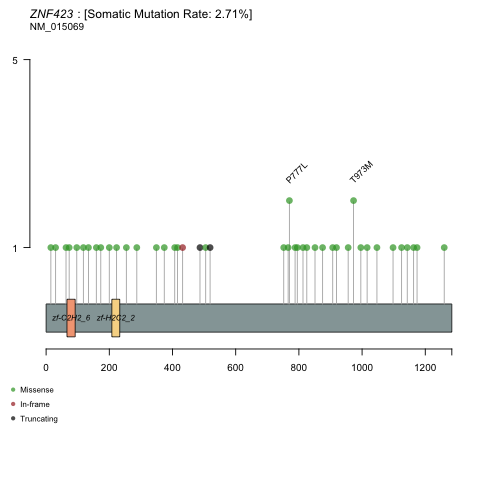 ZNF423 : [Somatic Mutation Rate: 2.71%]
NM_015069
5
P777L
T973M
1
zf-C2H2_6 zf-H2C2_2
0 200 400 600 800 1000 1200
Missense
In-frame
Truncating